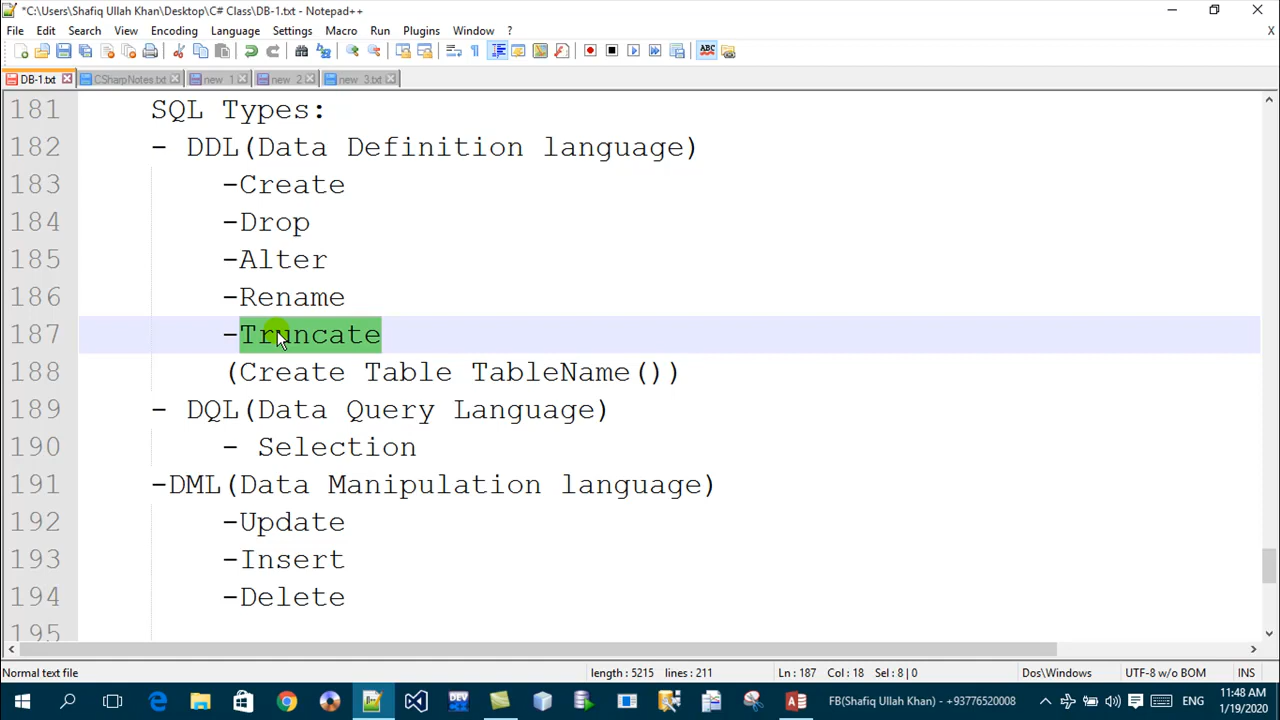 *C:\Users\Shafiq Ullah Khan\Desktop\C# Class\DB-1.txt - Notepad++
File Edit Search View Encoding Language Settings Macro Run Plugins Window ? X
ABC
DB-1.txt CSharpNotes.txt new 1 new 2 new 3.txt
181 SQL Types:
182 - DDL(Data Definition language)
183 -Create
184 -Drop
185 -Alter
186 -Rename
187 -Truncate
188 (Create Table TableName())
189 - DQL(Data Query Language)
190 - Selection
191 -DML(Data Manipulation language)
192 -Update
193 -Insert
194 -Delete
195
Normal text file length : 5215 lines : 211 Ln : 187 Col : 18 Sel : 8 | 0 Dos\Windows UTF-8 w/o BOM INS
FB(Shafiq Ullah Khan) - +93776520008 ENG 11:48 AM
1/19/2020